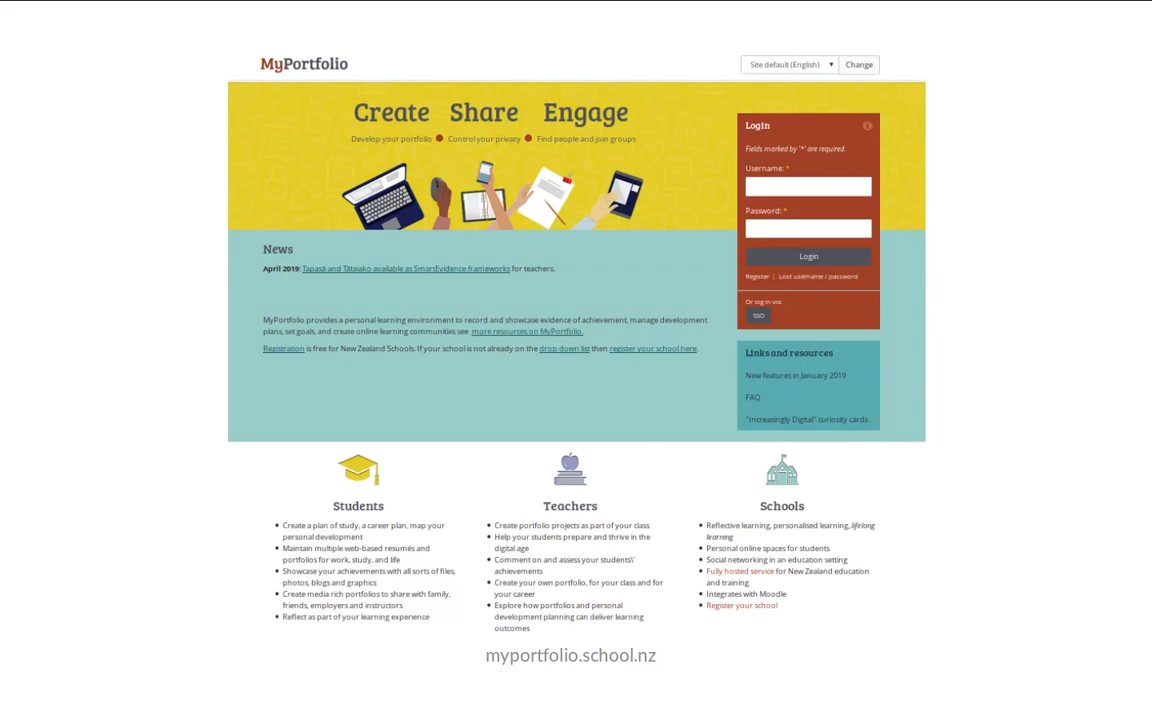 MyPortfolio
Site default (English) ▼ Change
Create Share Engage
Develop your portfolio ● Control your privacy ● Find people and join groups
Login
Fields marked by '*' are required.
Username: *
Password: *
Login
Register | Lost username / password
Or log in via:
SSO
News
April 2019: Tapasā and Tātaiako available as SmartEvidence frameworks for teachers.
MyPortfolio provides a personal learning environment to record and showcase evidence of achievement, manage development
plans, set goals, and create online learning communities see more resources on MyPortfolio.
Registration is free for New Zealand Schools. If your school is not already on the drop down list then register your school here.
Links and resources
New features in January 2019
FAQ
"Increasingly Digital" curiosity cards
Students
• Create a plan of study, a career plan, map your
personal development
• Maintain multiple web-based resumés and
portfolios for work, study, and life
• Showcase your achievements with all sorts of files,
photos, blogs and graphics
• Create media rich portfolios to share with family,
friends, employers and instructors
• Reflect as part of your learning experience
Teachers
• Create portfolio projects as part of your class
• Help your students prepare and thrive in the
digital age
• Comment on and assess your students\'
achievements
• Create your own portfolio, for your class and for
your career
• Explore how portfolios and personal
development planning can deliver learning
outcomes
Schools
• Reflective learning, personalised learning, lifelong
learning
• Personal online spaces for students
• Social networking in an education setting
• Fully hosted service for New Zealand education
and training
• Integrates with Moodle
• Register your school
myportfolio.school.nz